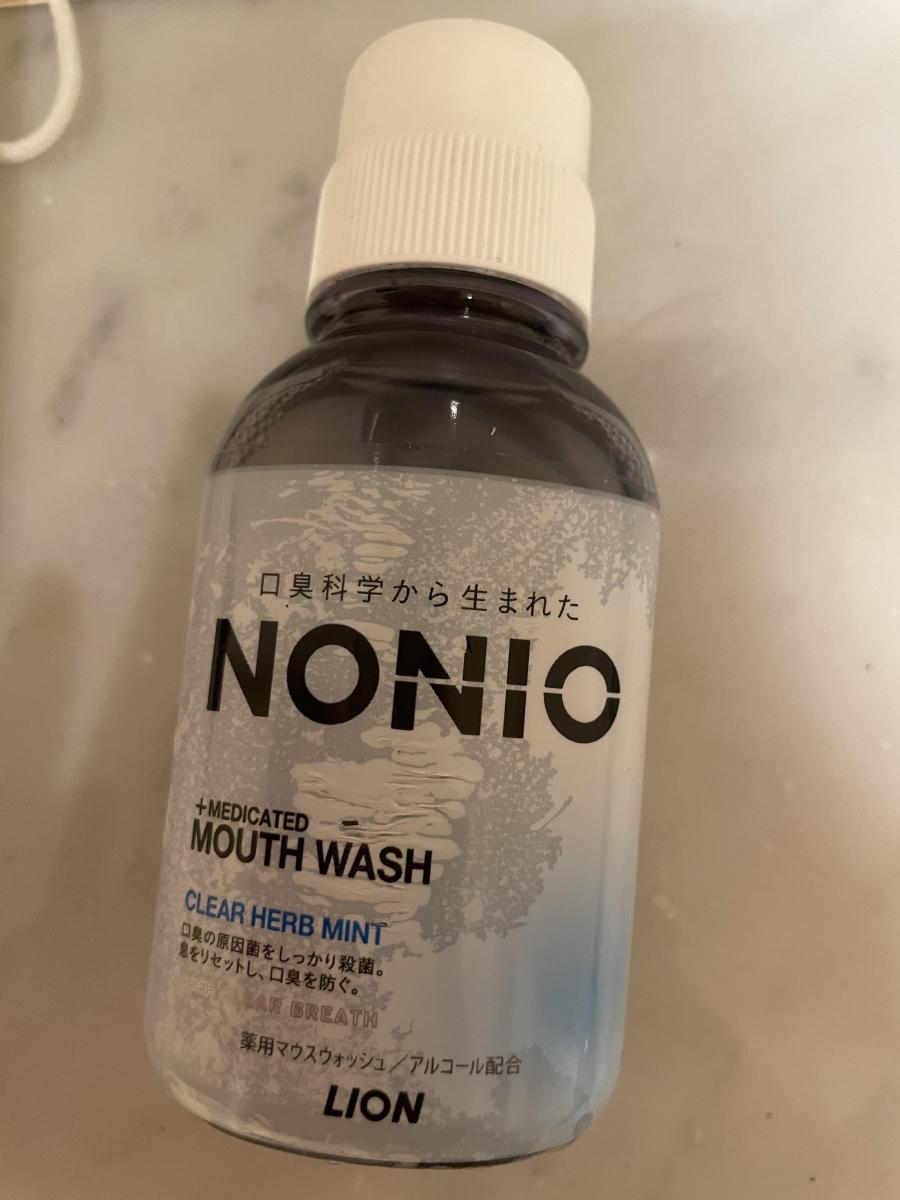 口臭科学から生まれた
NONIO
+MEDICATED
MOUTH WASH
CLEAR HERB MINT
口臭の原因菌をしっかり殺菌。
息をリセットし、口臭を防ぐ。
BREATH
薬用マウスウォッシュ／アルコール配合
LION